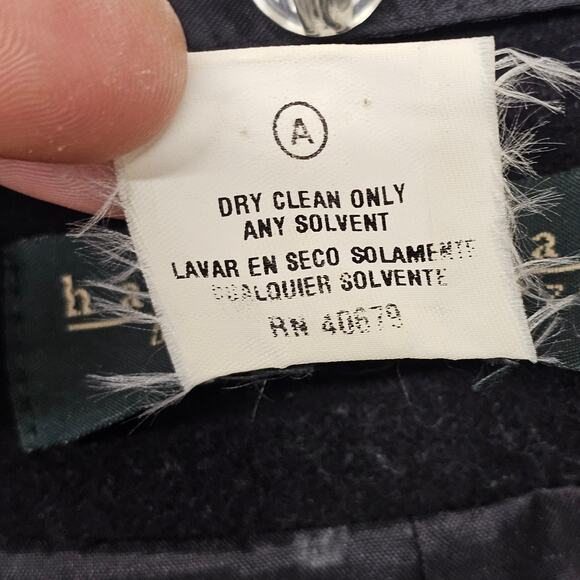 A
DRY CLEAN ONLY
ANY SOLVENT
LAVAR EN SECO SOLAMENTE
CUALQUIER SOLVENTE
RN 40679